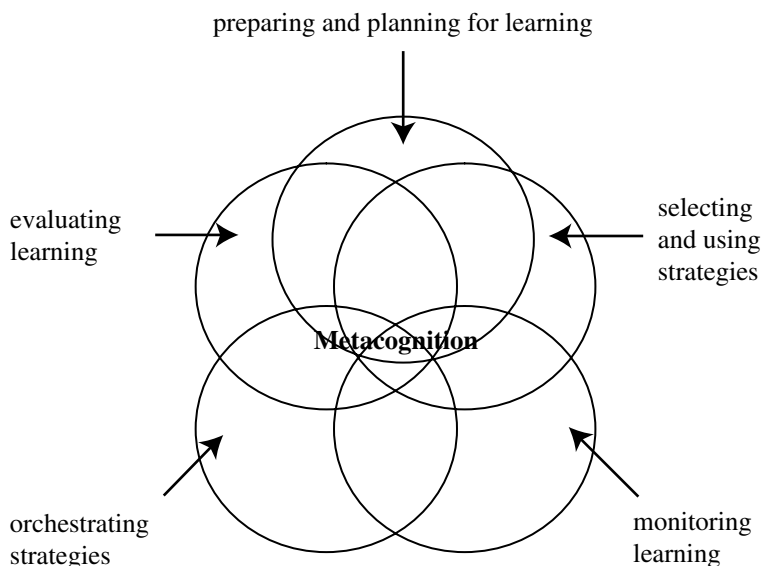 preparing and planning for learning
evaluating
learning
selecting
and using
strategies
Metacognition
orchestrating
strategies
monitoring
learning